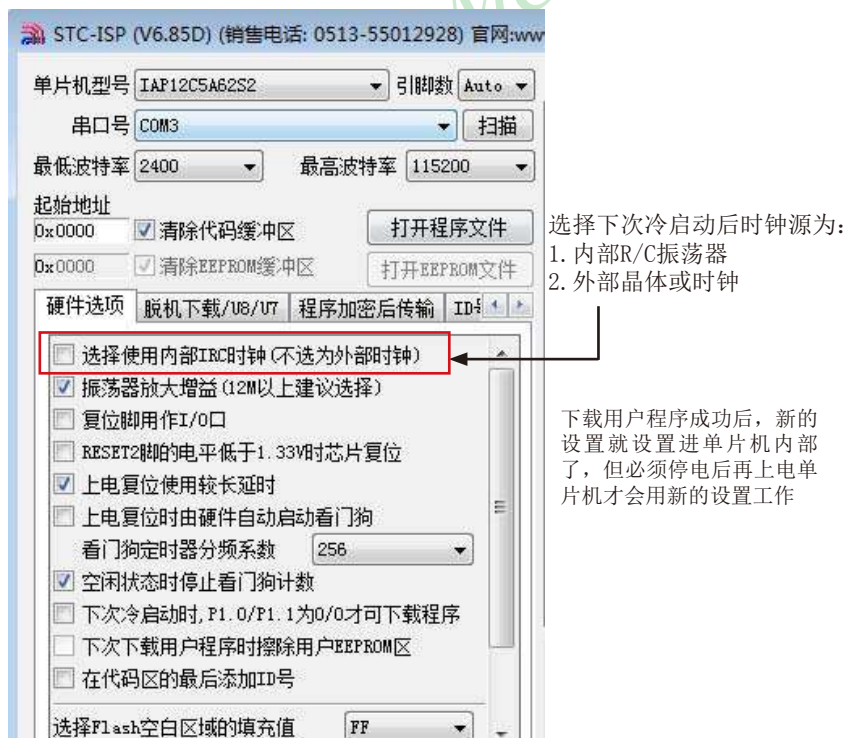 STC-ISP (V6.85D) (销售电话: 0513-55012928) 官网:www
单片机型号 IAP12C5A62S2 引脚数 Auto
串口号 COM3 扫描
最低波特率 2400 最高波特率 115200
起始地址
0x0000 清除代码缓冲区 打开程序文件
0x0000 清除EEPROM缓冲区 打开EEPROM文件
硬件选项 脱机下载/U8/U7 程序加密后传输
选择使用内部IRC时钟(不选为外部时钟)
振荡器放大增益(12M以上建议选择)
复位脚用作I/O口
RESET2脚的电平低于1.33V时芯片复位
上电复位使用较长延时
上电复位时由硬件自动启动看门狗
看门狗定时器分频系数 256
空闲状态时停止看门狗计数
下次冷启动时,P1.0/P1.1为0/0才可下载程序
下次下载用户程序时擦除用户EEPROM区
在代码区的最后添加ID号
选择Flash空白区域的填充值 FF
选择下次冷启动后时钟源为:
1.内部R/C振荡器
2.外部晶体或时钟
下载用户程序成功后，新的
设置就设置进单片机内部
了，但必须停电后再上电单
片机才会用新的设置工作